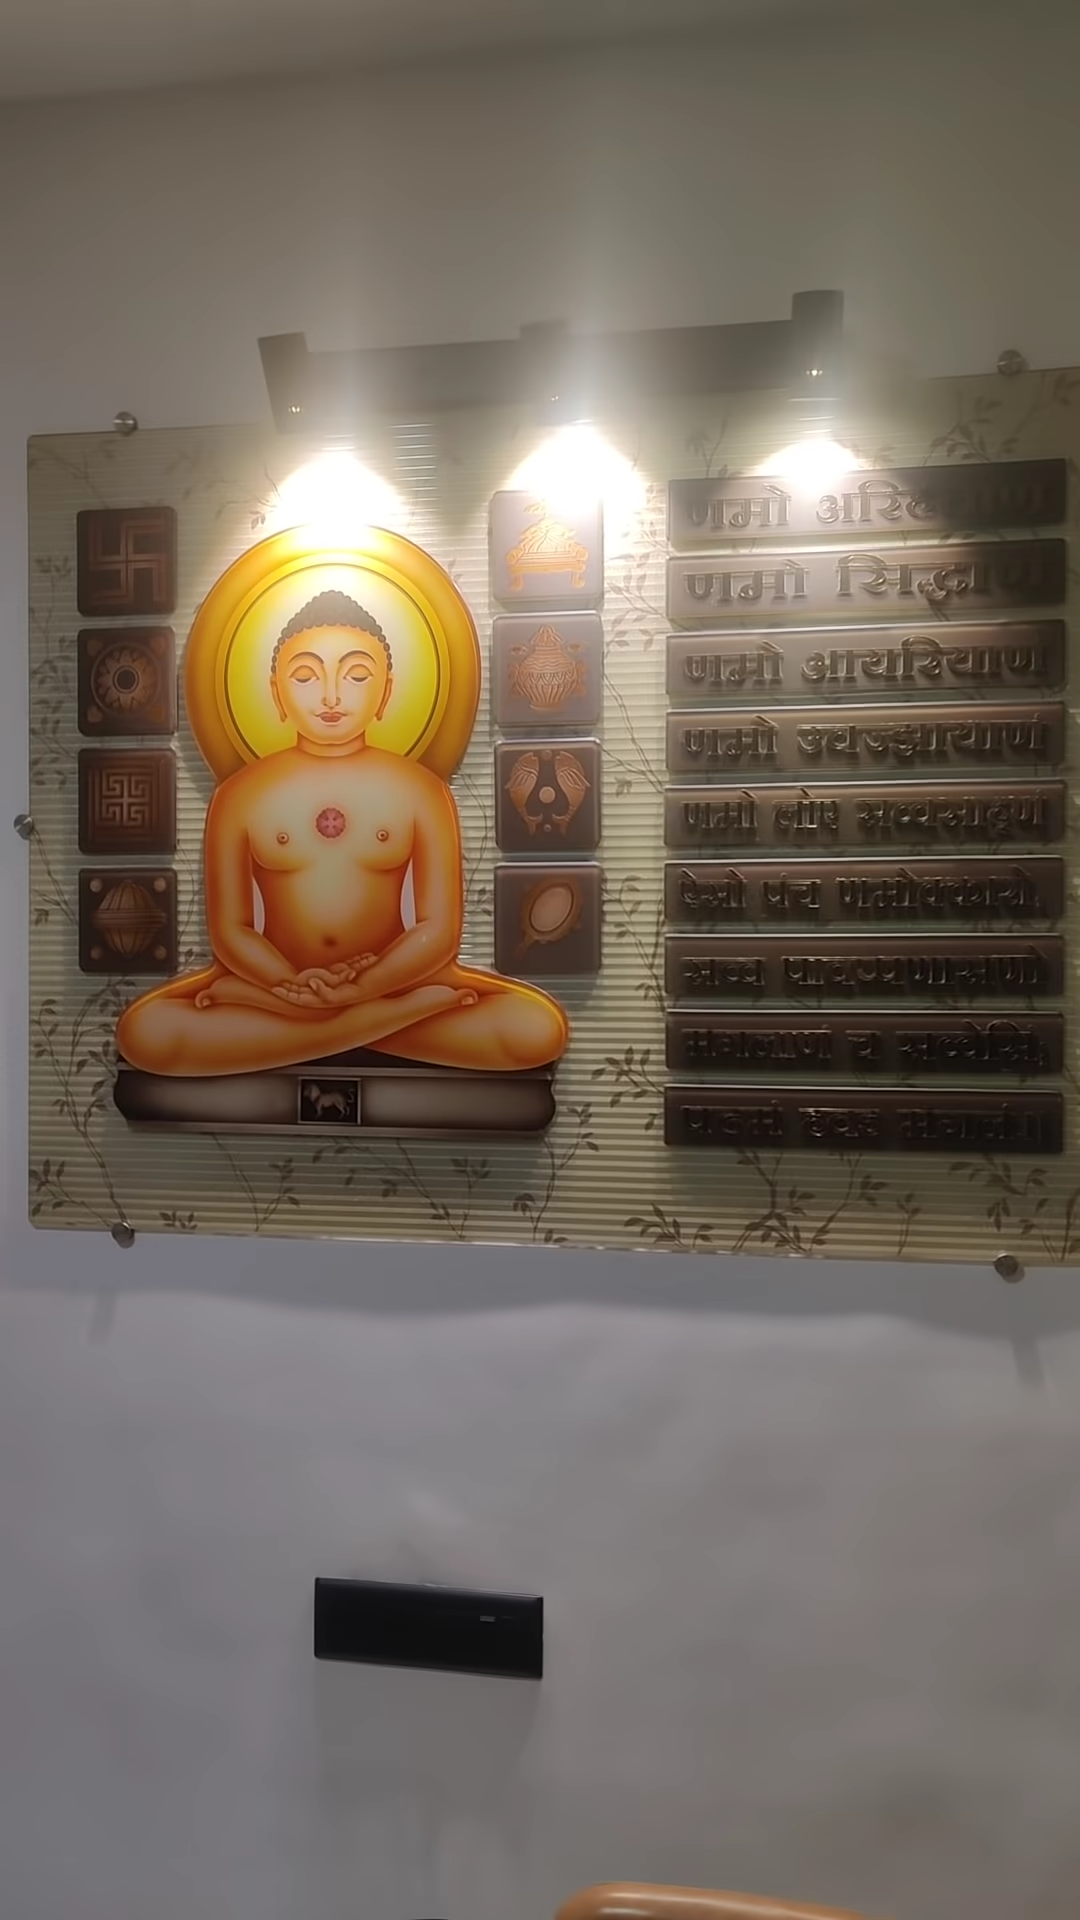 णमो अरिहंताणं
णमो सिद्धाणं
णमो आयरियाणं
णमो उवज्झायाणं
णमो लोए सव्वसाहूणं
ऐसो पंच णमोक्कारो,
सव्व पावप्पणासणो
मंगलाणं च सव्वेसिं,
पढमं हवइ मंगलं।